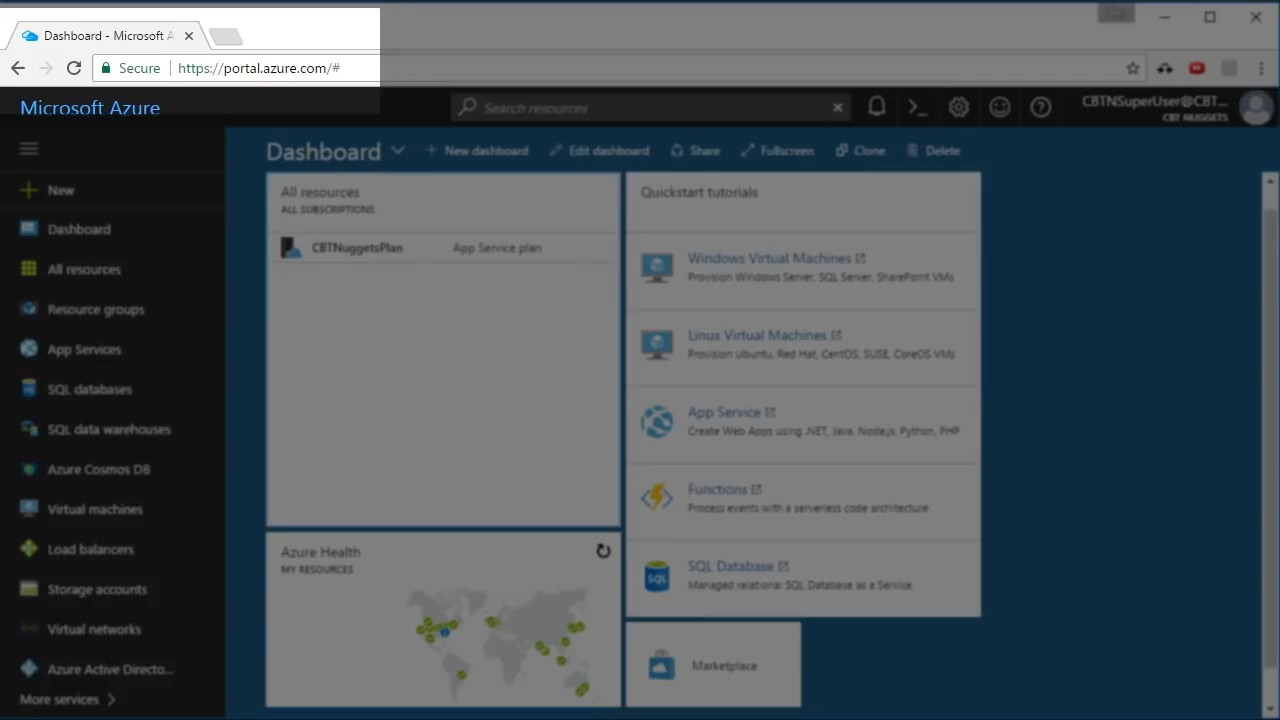 Dashboard - Microsoft A
Secure
https://portal.azure.com/#
Microsoft Azure
Search resources
CBTNSuperUser@CBT...
CBT NUGGETS
Dashboard
New dashboard
Edit dashboard
Share
Fullscreen
Clone
Delete
New
Dashboard
All resources
Resource groups
App Services
SQL databases
SQL data warehouses
Azure Cosmos DB
Virtual machines
Load balancers
Storage accounts
Virtual networks
Azure Active Directo...
More services
All resources
ALL SUBSCRIPTIONS
CBTNuggetsPlan App Service plan
Azure Health
MY RESOURCES
Quickstart tutorials
Windows Virtual Machines
Provision Windows Server, SQL Server, SharePoint VMs
Linux Virtual Machines
Provision Ubuntu, Red Hat, CentOS, SUSE, CoreOS VMs
App Service
Create Web Apps using .NET, Java, Node.js, Python, PHP
Functions
Process events with a serverless code architecture
SQL
SQL Database
Managed relational SQL Database as a Service
Marketplace